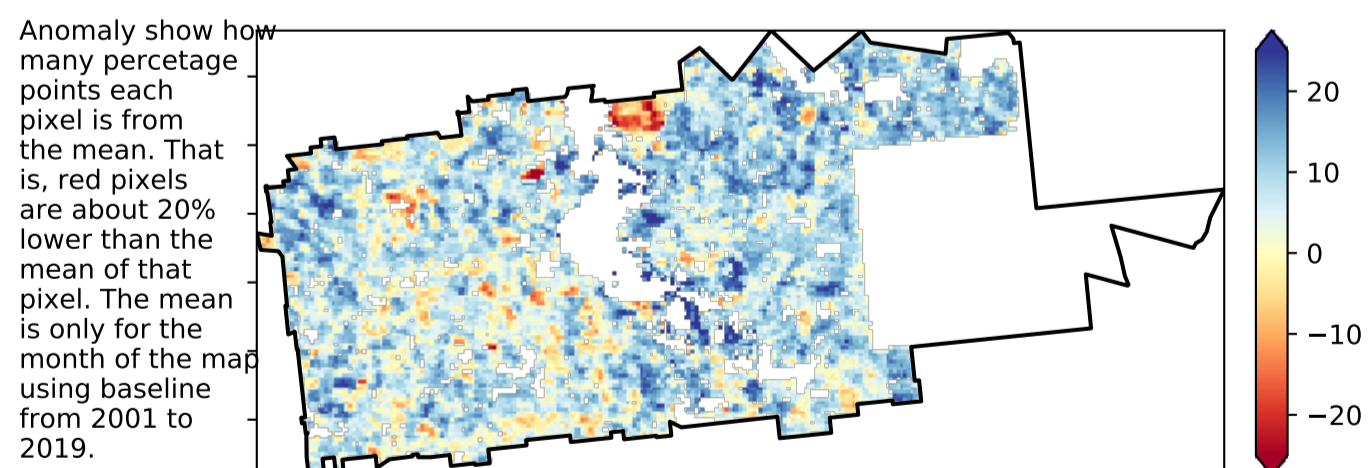 Anomaly show how
many percetage
points each
pixel is from
the mean. That
is, red pixels
are about 20%
lower than the
mean of that
pixel. The mean
is only for the
month of the map
using baseline
from 2001 to
2019.
20
10
0
−10
−20